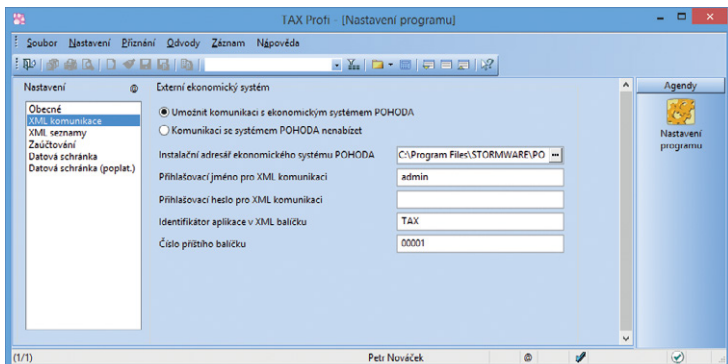 TAX Profi - [Nastavení programu]
Soubor Nastavení Přiznání Odvody Záznam Nápověda
Nastavení @
Obecné
XML komunikace
XML seznamy
Zaúčtování
Datová schránka
Datová schránka (poplat.)
Externí ekonomický systém
Umožnit komunikaci s ekonomickým systémem POHODA
Komunikaci se systémem POHODA nenabízet
Instalační adresář ekonomického systému POHODA C:\Program Files\STORMWARE\PO ...
Přihlašovací jméno pro XML komunikaci admin
Přihlašovací heslo pro XML komunikaci
Identifikátor aplikace v XML balíčku TAX
Číslo příštího balíčku 00001
Agendy
Nastavení
programu
(1/1) Petr Nováček @